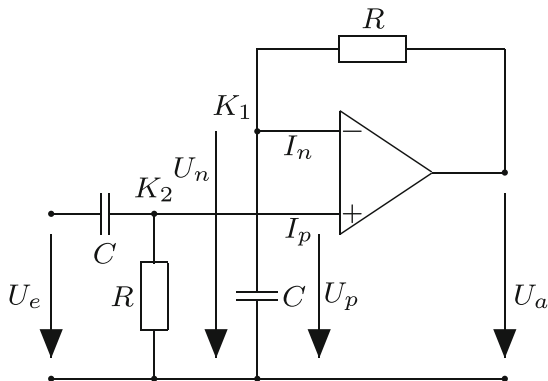 R
K₁
−
Iₙ
Uₙ
K₂
+
Iₚ
C
Uₑ
R
C
Uₚ
Uₐ